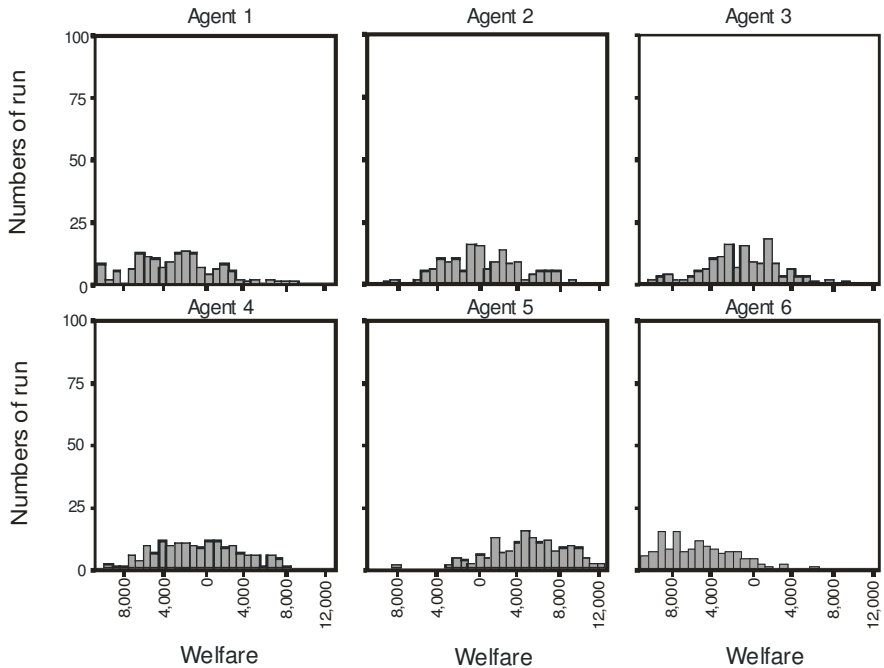 Agent 1 Agent 2 Agent 3
Numbers of run
100
75
50
25
0
Agent 4 Agent 5 Agent 6
Numbers of run
100
75
50
25
0
8,000 4,000 0 4,000 8,000 12,000 8,000 4,000 0 4,000 8,000 12,000 8,000 4,000 0 4,000 8,000 12,000
Welfare Welfare Welfare